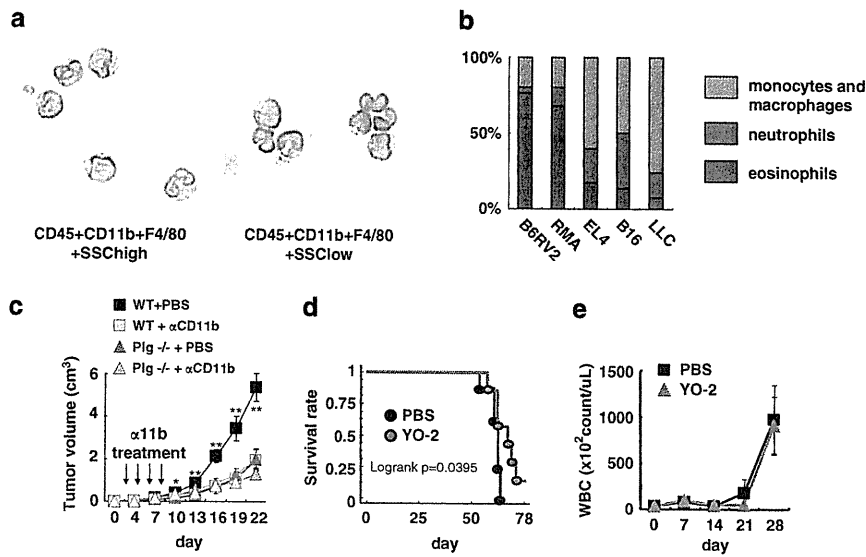 a
CD45+CD11b+F4/80
+SSChigh
CD45+CD11b+F4/80
+SSClow
b
100%
50%
0%
B6RV2
RMA
EL4
B16
LLC
monocytes and
macrophages
neutrophils
eosinophils
c
WT+PBS
WT + αCD11b
Plg -/- + PBS
Plg -/- + αCD11b
Tumor volume (cm³)
6
4
2
0
α11b
treatment
*
**
**
**
**
0 4 7 10 13 16 19 22
day
d
Survival rate
1
0.75
0.5
0.25
0
PBS
YO-2
Logrank p=0.0395
0 25 50 78
day
e
PBS
YO-2
WBC (x10²count/uL)
1500
1000
500
0
0 7 14 21 28
day